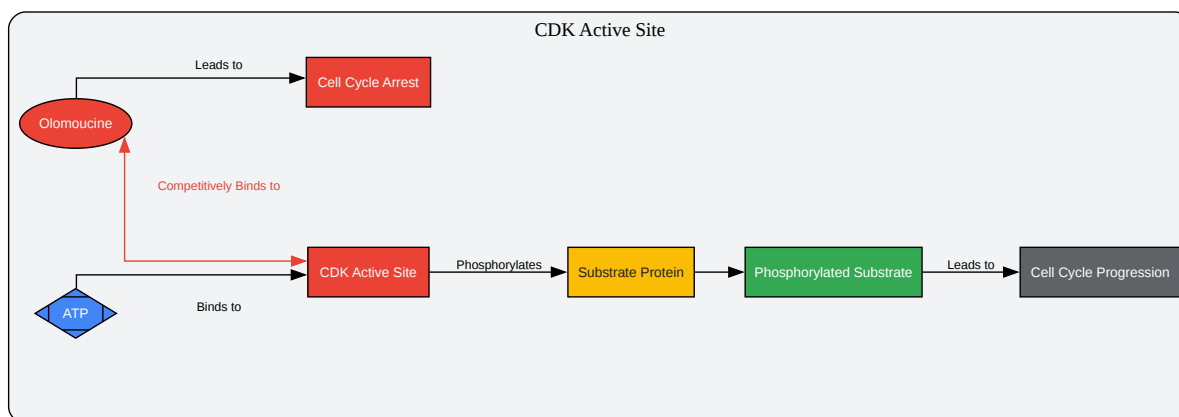 CDK Active Site
Leads to
Cell Cycle Arrest
Olomoucine
Competitively Binds to
CDK Active Site
Phosphorylates
Substrate Protein
Phosphorylated Substrate
Leads to
Cell Cycle Progression
ATP
Binds to